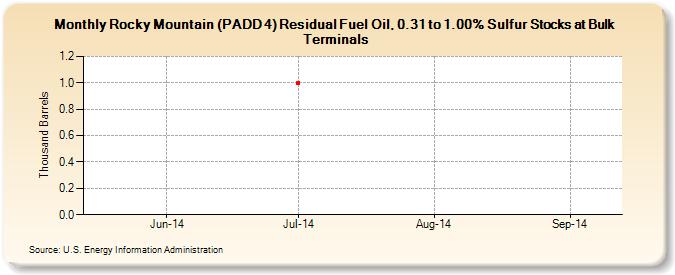 Monthly Rocky Mountain (PADD 4) Residual Fuel Oil, 0.31 to 1.00% Sulfur Stocks at Bulk
Terminals
Thousand Barrels
1.2
1.0
0.8
0.6
0.4
0.2
0.0
Jun-14 Jul-14 Aug-14 Sep-14
Source: U.S. Energy Information Administration